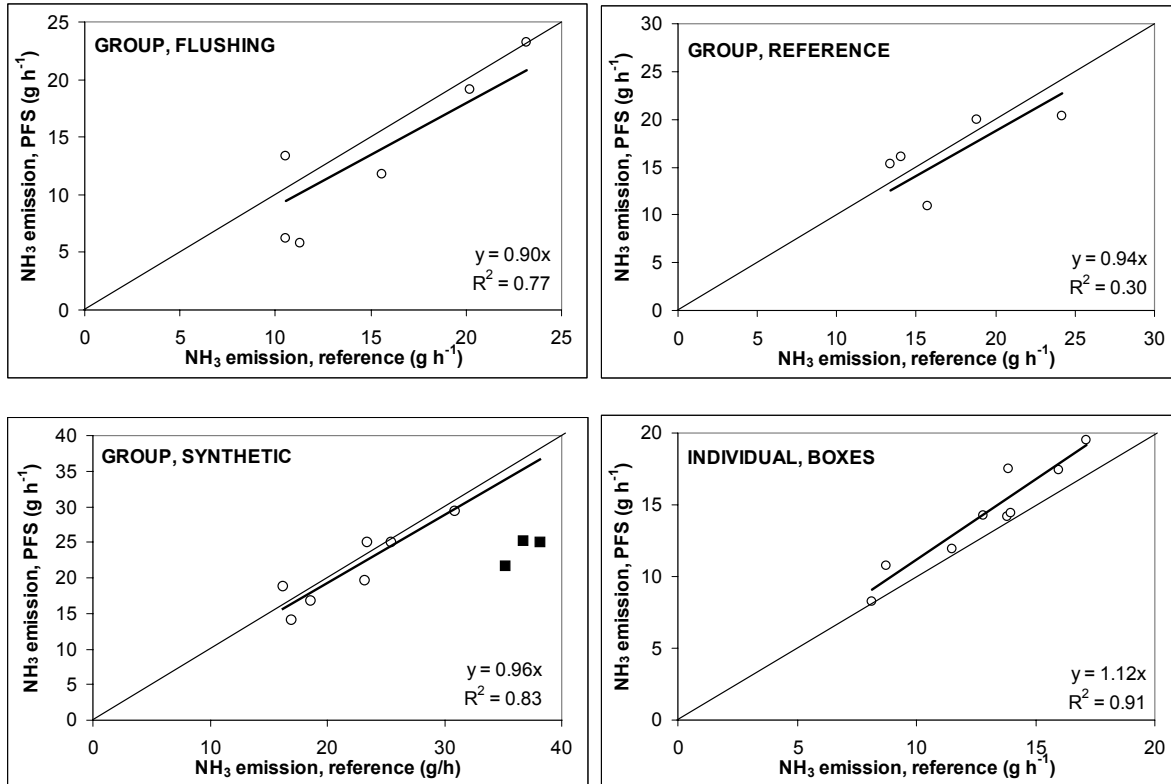 GROUP, FLUSHING
NH₃ emission, PFS (g h⁻¹)
25
20
15
10
5
0
y = 0.90x
R² = 0.77
0 5 10 15 20 25
NH₃ emission, reference (g h⁻¹)
GROUP, REFERENCE
NH₃ emission, PFS (g h⁻¹)
30
25
20
15
10
5
0
y = 0.94x
R² = 0.30
0 5 10 15 20 25 30
NH₃ emission, reference (g h⁻¹)
GROUP, SYNTHETIC
NH₃ emission, PFS (g h⁻¹)
40
35
30
25
20
15
10
5
0
y = 0.96x
R² = 0.83
0 10 20 30 40
NH₃ emission, reference (g/h)
INDIVIDUAL, BOXES
NH₃ emission, PFS (g h⁻¹)
20
15
10
5
0
y = 1.12x
R² = 0.91
0 5 10 15 20
NH₃ emission, reference (g h⁻¹)